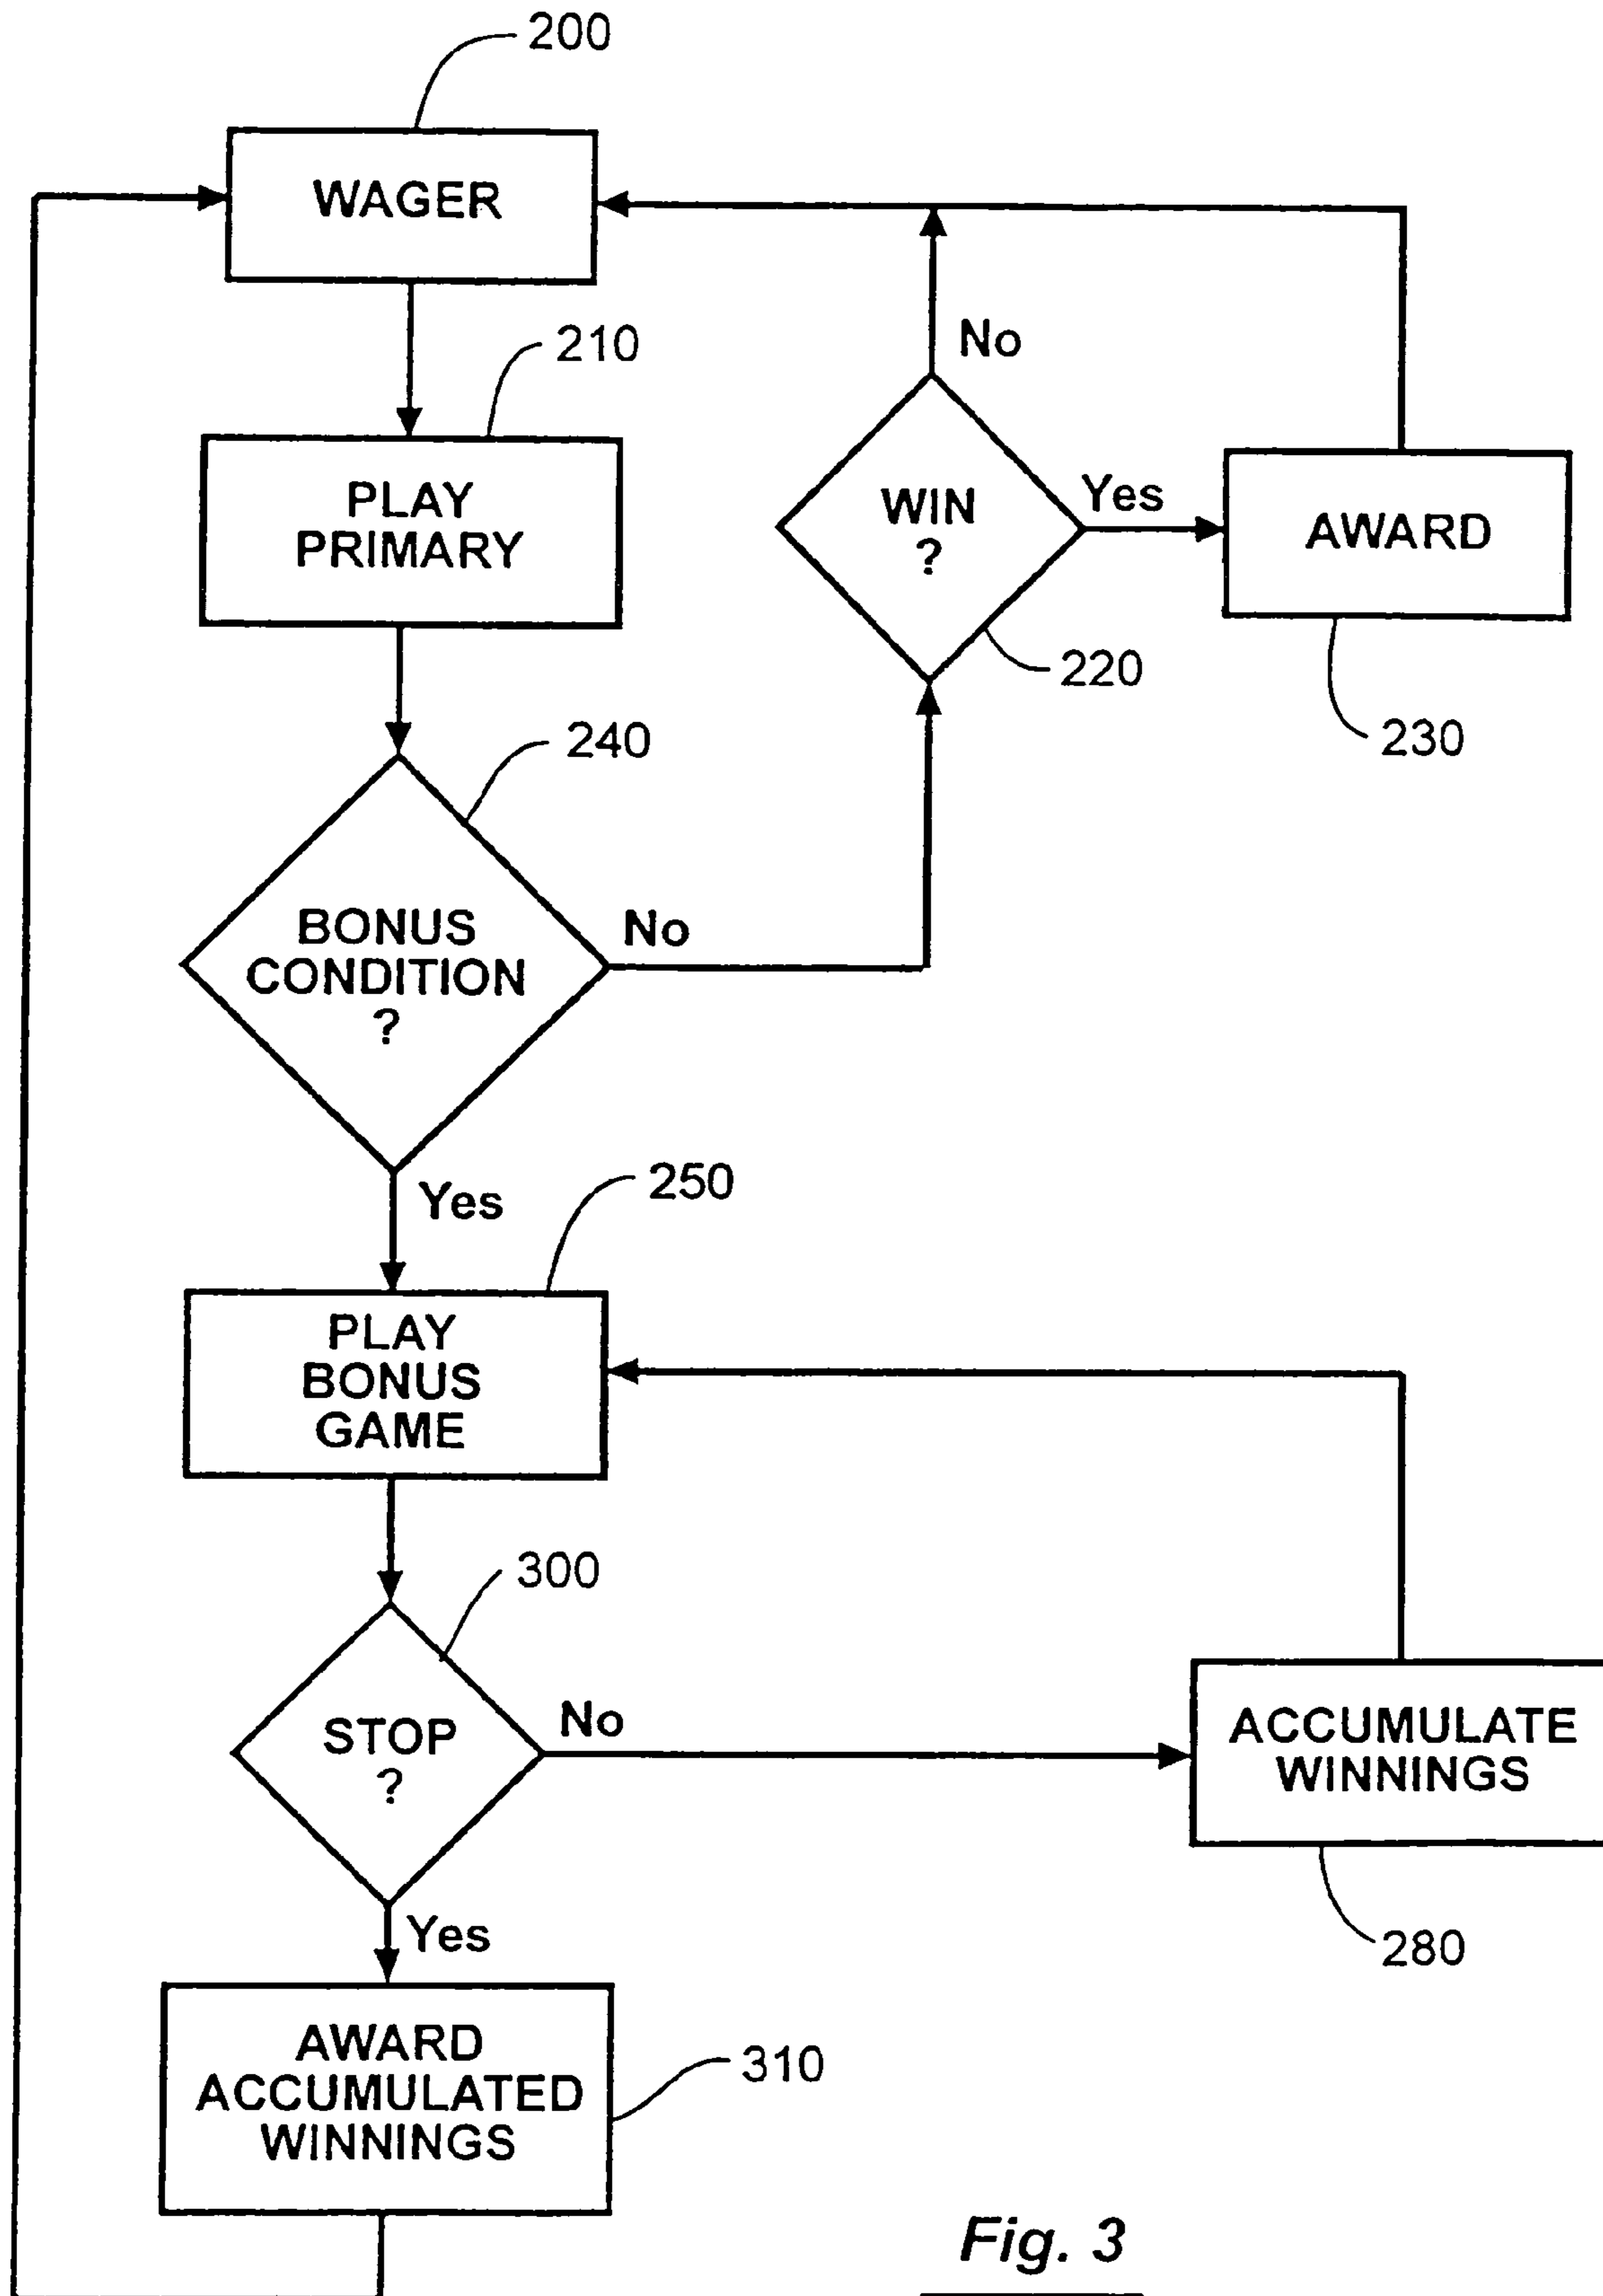 200
WAGER
No
210
PLAY
PRIMARY
WIN
?
Yes
AWARD
220
230
240
BONUS
CONDITION
?
No
Yes
250
PLAY
BONUS
GAME
300
STOP
?
No
ACCUMULATE
WINNINGS
280
Yes
AWARD
ACCUMULATED
WINNINGS
310
Fig. 3